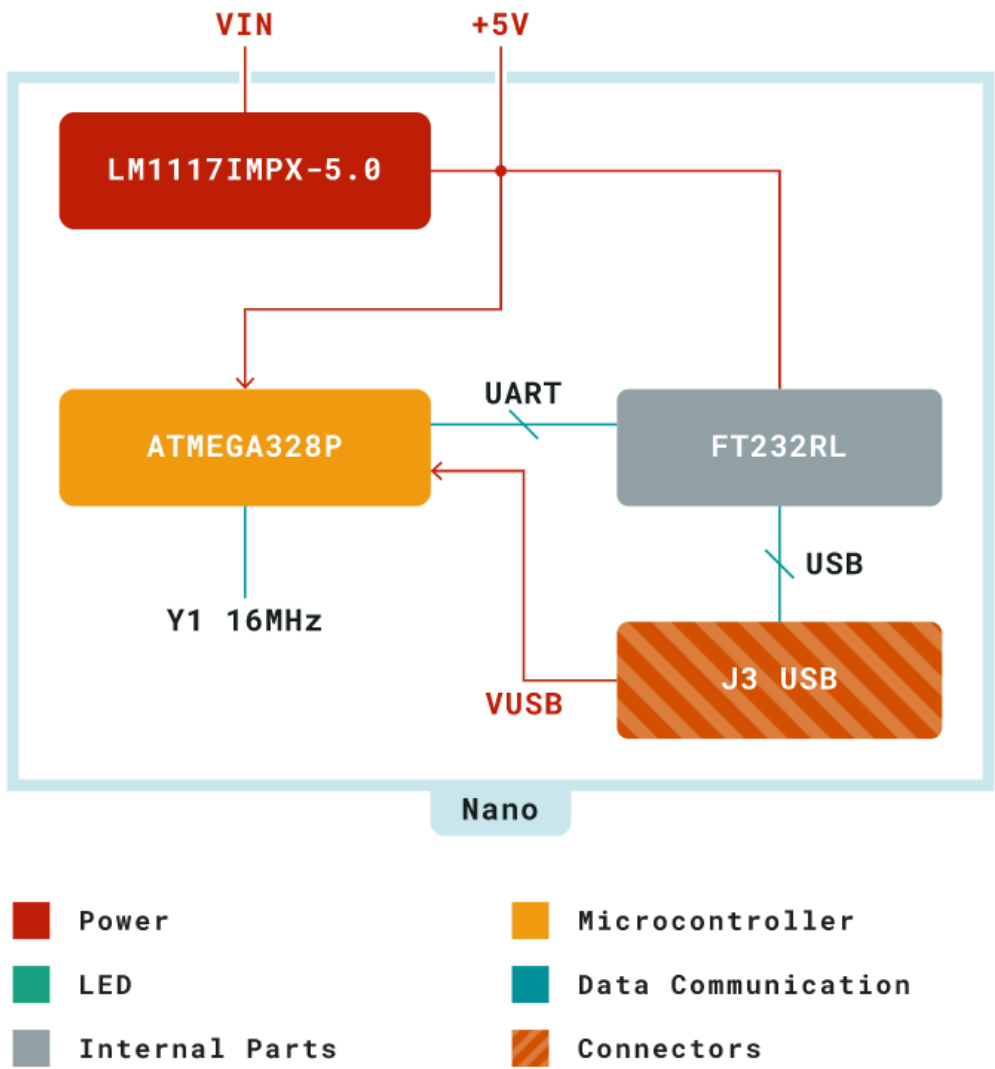 VIN
+5V
LM1117IMPX-5.0
UART
ATMEGA328P
FT232RL
USB
Y1 16MHz
J3 USB
VUSB
Nano
Power
Microcontroller
LED
Data Communication
Internal Parts
Connectors